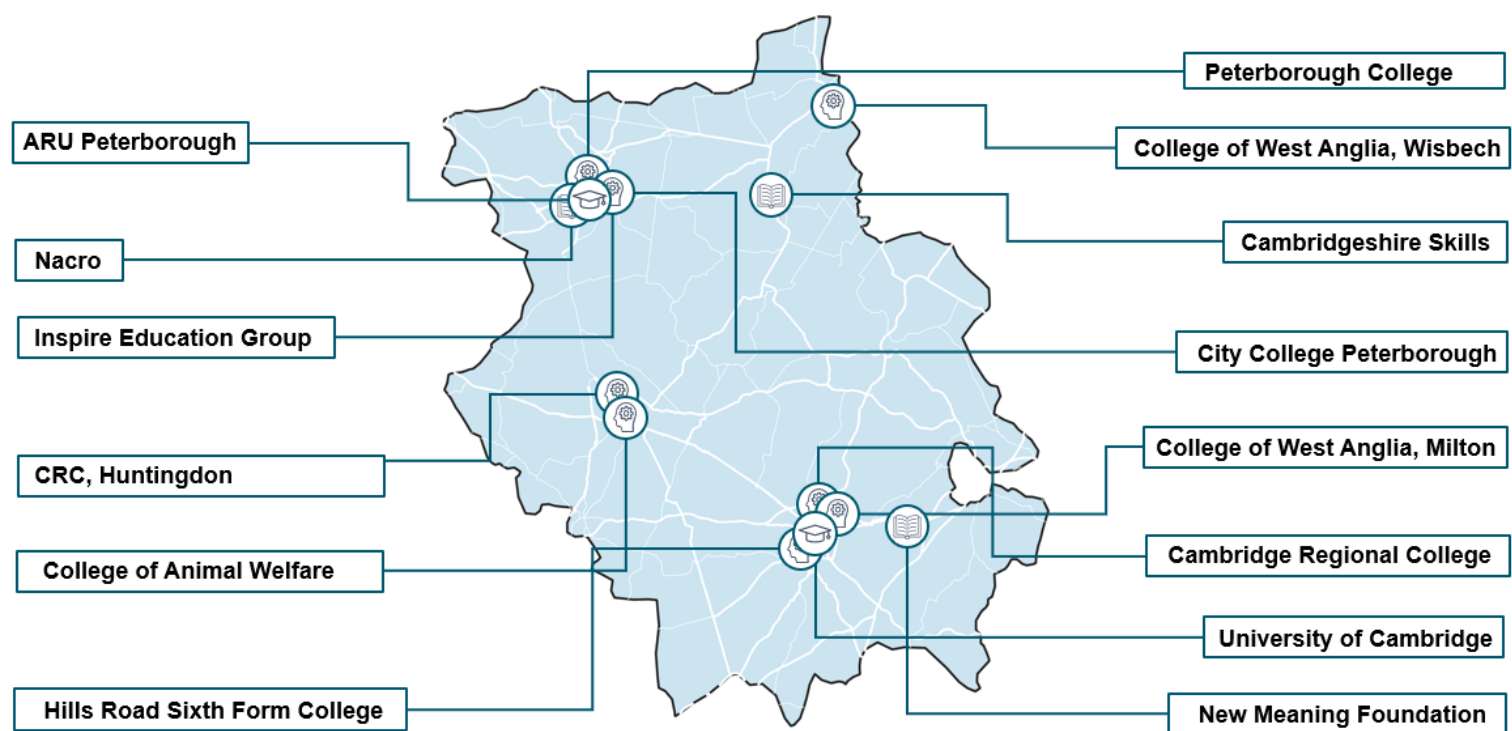 Peterborough College
ARU Peterborough
College of West Anglia, Wisbech
Nacro
Cambridgeshire Skills
Inspire Education Group
City College Peterborough
CRC, Huntingdon
College of West Anglia, Milton
College of Animal Welfare
Cambridge Regional College
University of Cambridge
Hills Road Sixth Form College
New Meaning Foundation